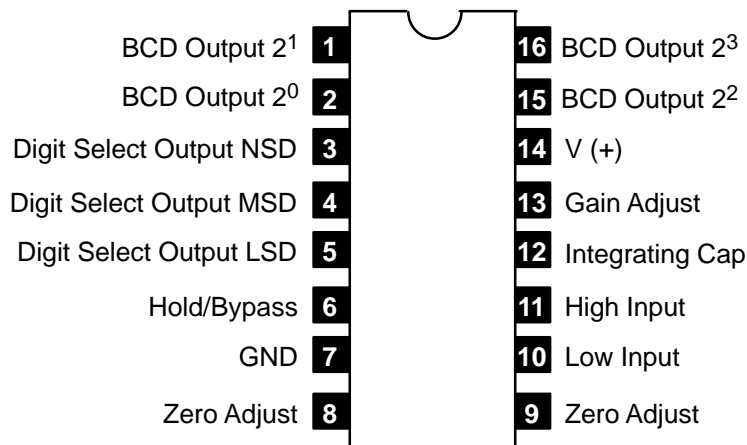 BCD Output 2¹ 1 16 BCD Output 2³
BCD Output 2⁰ 2 15 BCD Output 2²
Digit Select Output NSD 3 14 V (+)
Digit Select Output MSD 4 13 Gain Adjust
Digit Select Output LSD 5 12 Integrating Cap
Hold/Bypass 6 11 High Input
GND 7 10 Low Input
Zero Adjust 8 9 Zero Adjust